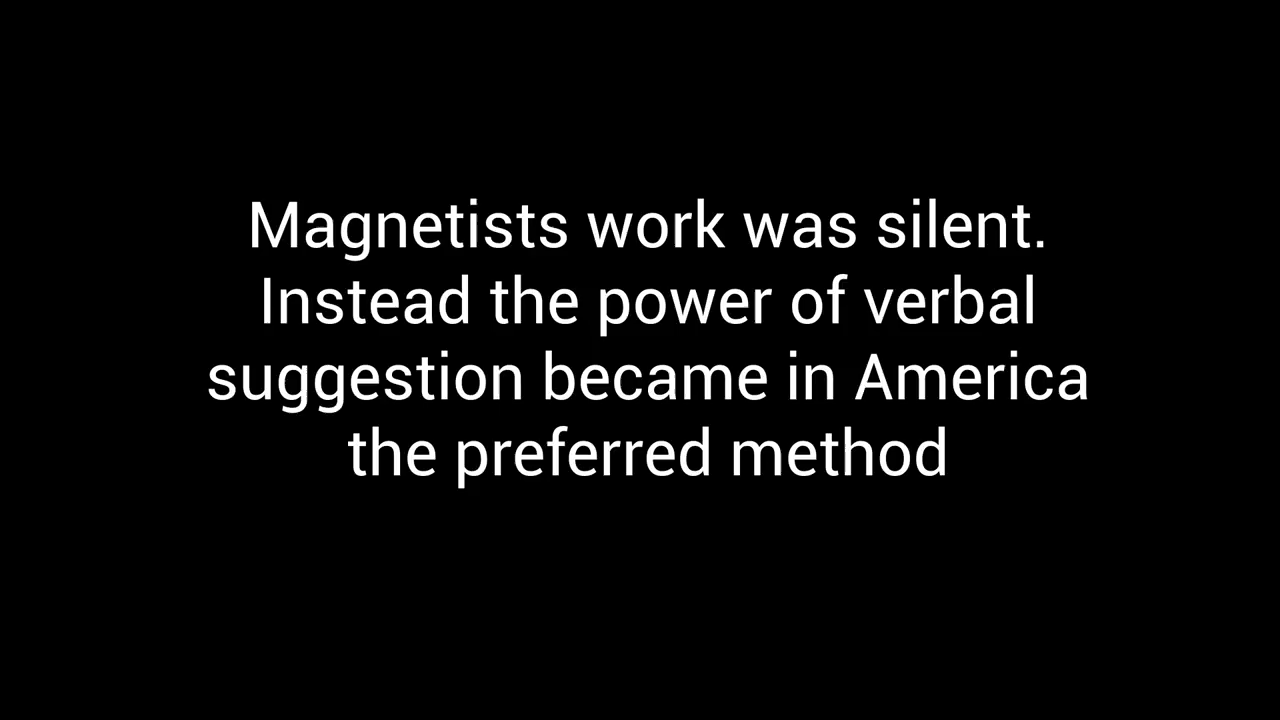 Magnetists work was silent.
Instead the power of verbal
suggestion became in America
the preferred method